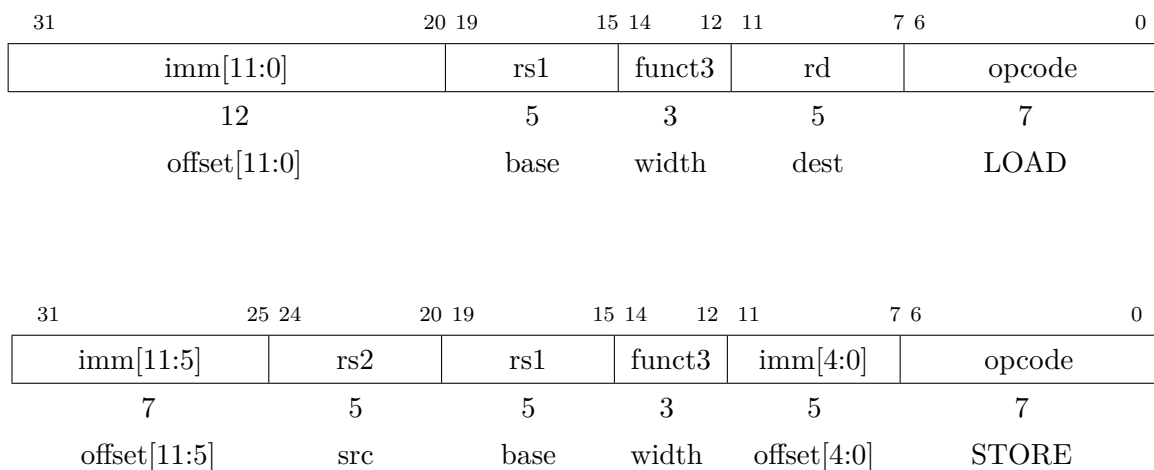 31 20 19 15 14 12 11 7 6 0
imm[11:0] rs1 funct3 rd opcode
12 5 3 5 7
offset[11:0] base width dest LOAD
31 25 24 20 19 15 14 12 11 7 6 0
imm[11:5] rs2 rs1 funct3 imm[4:0] opcode
7 5 5 3 5 7
offset[11:5] src base width offset[4:0] STORE